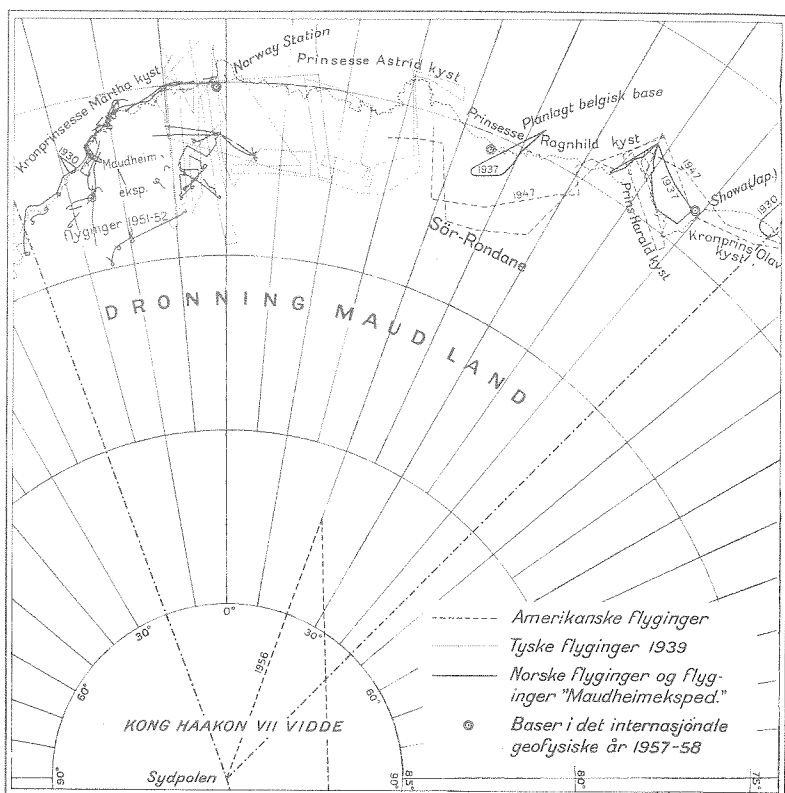 Norway Station
Prinsesse Astrid kyst
Kronprinsesse Märtha kyst
Planlagt belgisk base
Prinsesse
Ragnhild kyst
1930
Maudheim
eksp.
flyginger 1951-52
1937
1947
1947
1937
Showa (Jap.)
1930
Prins Harald kyst
Kronprins Olav
kyst
Sör-Rondane
DRONNING MAUD LAND
0°
30°
30°
60°
60°
90°
90°
85°
80°
75°
1956
KONG HAAKON VII VIDDE
Sydpolen
Amerikanske flyginger
Tyske flyginger 1939
Norske flyginger og flyg-
inger "Maudheimeksped."
Baser i det internasjonale
geofysiske år 1957-58